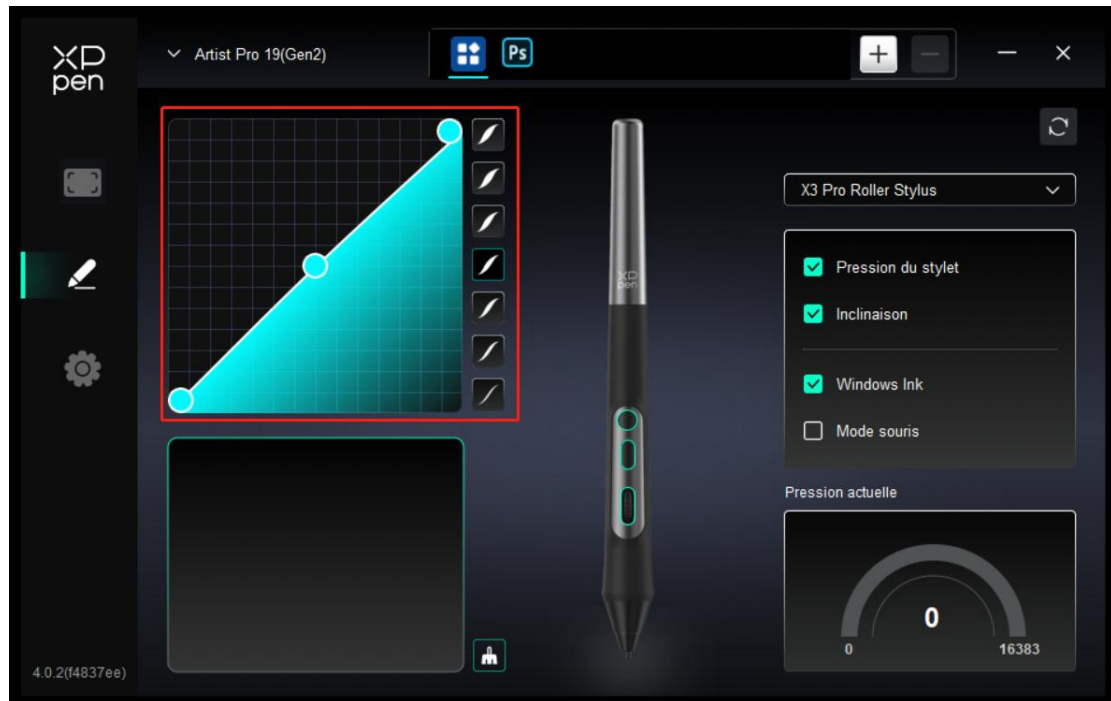 XP
pen
Artist Pro 19(Gen2)
Ps
X3 Pro Roller Stylus
XP
pen
Pression du stylet
Inclinaison
Windows Ink
Mode souris
Pression actuelle
0
0
16383
4.0.2(f4837ee)